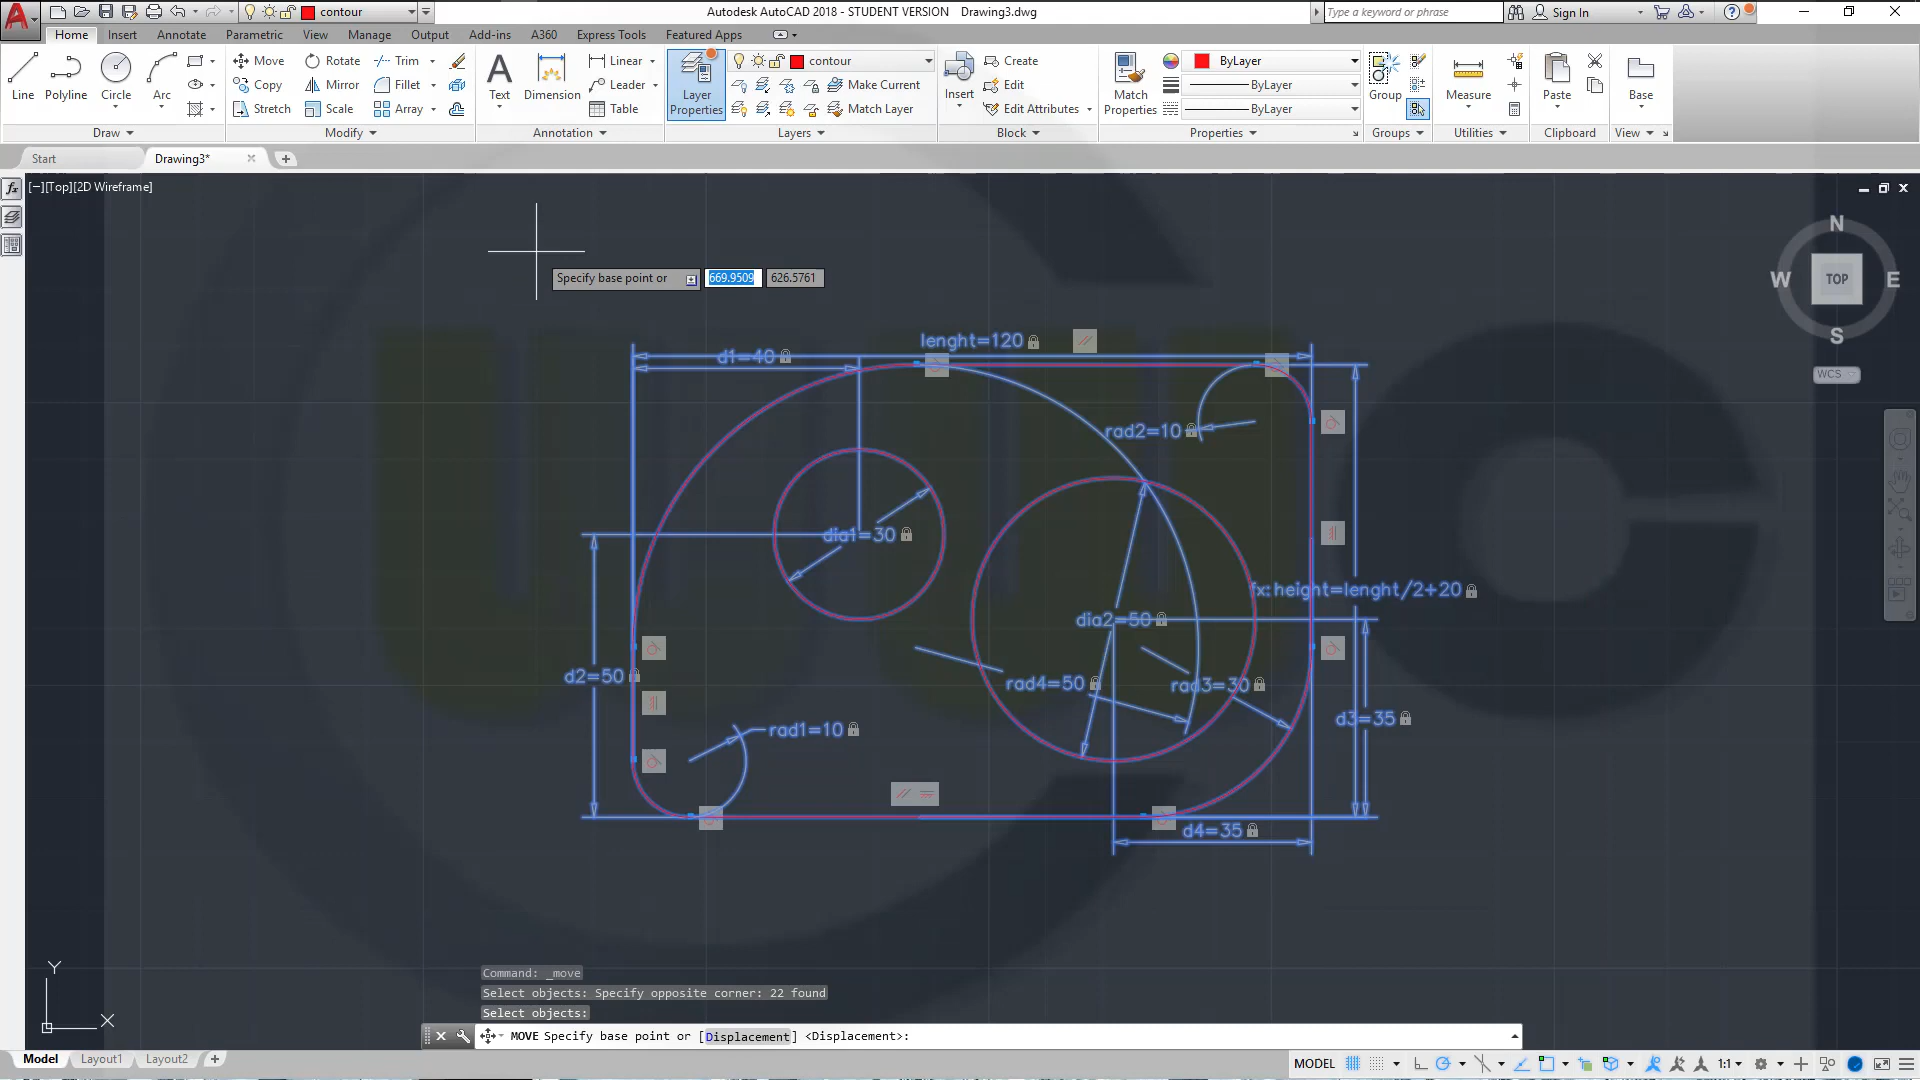 contour
Autodesk AutoCAD 2018 - STUDENT VERSION Drawing3.dwg
Type a keyword or phrase
Sign In
Home Insert Annotate Parametric View Manage Output Add-ins A360 Express Tools Featured Apps
Line Polyline Circle Arc
Move Rotate Trim
Copy Mirror Fillet
Stretch Scale Array
Text Dimension
Linear
Leader
Table
Layer Properties
contour
Make Current
Match Layer
Insert
Create
Edit
Edit Attributes
Match Properties
ByLayer
ByLayer
ByLayer
Group
Measure
Paste
Base
Draw Modify Annotation Layers Block Properties Groups Utilities Clipboard View
Start Drawing3*
[−][Top][2D Wireframe]
N
W TOP E
S
WCS
Specify base point or 669.9509 626.5761
lenght=120
d1=40
rad2=10
dia1=30
fx:height=lenght/2+20
dia2=50
d2=50
rad4=50
rad3=30
d3=35
rad1=10
d4=35
Y
X
Command: _move
Select objects: Specify opposite corner: 22 found
Select objects:
MOVE Specify base point or [Displacement] <Displacement>:
Model Layout1 Layout2
MODEL 1:1